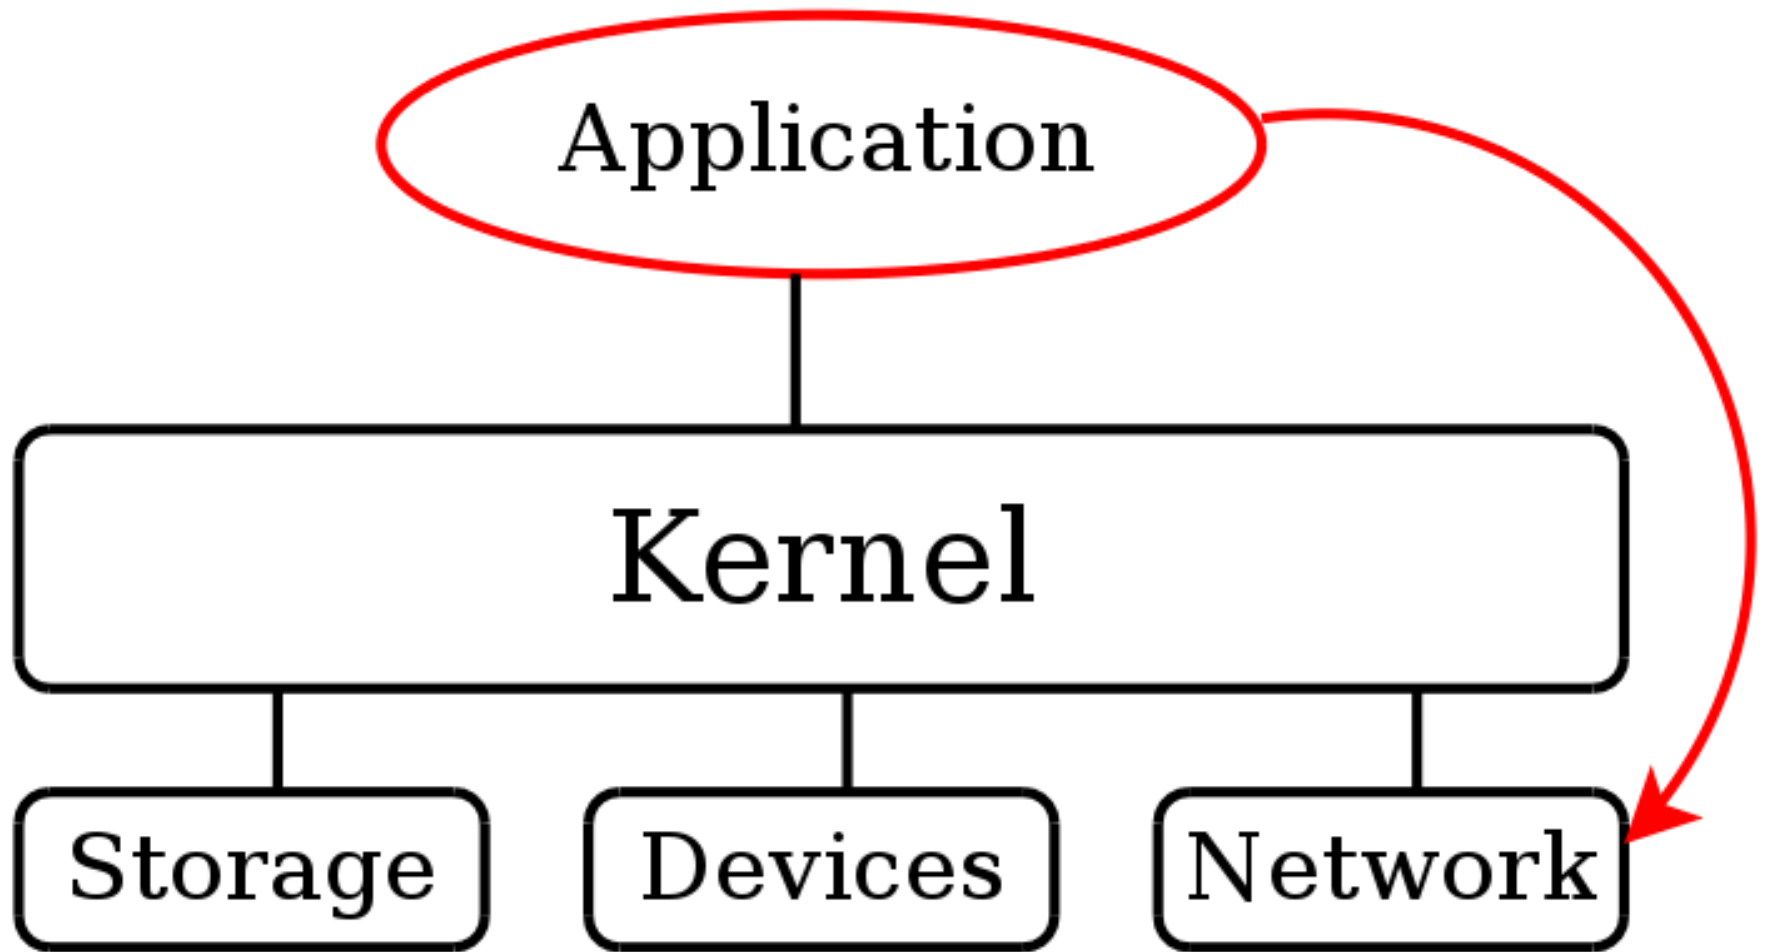 Application
Kernel
Storage
Devices
Network